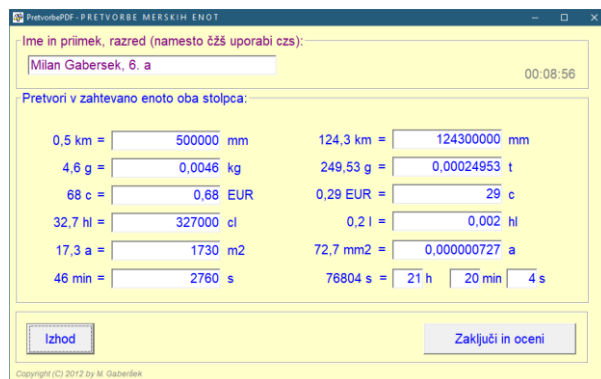 PretvorbePDF - PRETVORBE MERSKIH ENOT
Ime in priimek, razred (namesto čžš uporabi czs):
Milan Gabersek, 6. a
00:08:56
Pretvori v zahtevano enoto oba stolpca:
0,5 km = 500000 mm 124,3 km = 124300000 mm
4,6 g = 0,0046 kg 249,53 g = 0,00024953 t
68 c = 0,68 EUR 0,29 EUR = 29 c
32,7 hl = 327000 cl 0,2 l = 0,002 hl
17,3 a = 1730 m2 72,7 mm2 = 0,000000727 a
46 min = 2760 s 76804 s = 21 h 20 min 4 s
Izhod Zaključi in oceni
Copyright (C) 2012 by M. Gaberšek